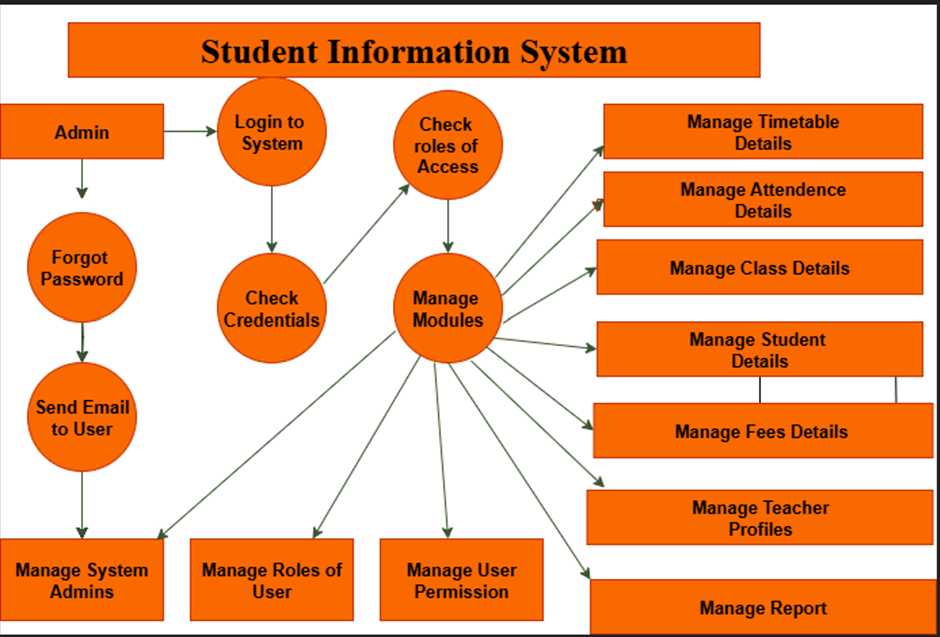 Student Information System
Admin
Login to
System
Check
roles of
Access
Manage Timetable
Details
Manage Attendence
Details
Forgot
Password
Check
Credentials
Manage
Modules
Manage Class Details
Manage Student
Details
Send Email
to User
Manage Fees Details
Manage Teacher
Profiles
Manage System
Admins
Manage Roles of
User
Manage User
Permission
Manage Report